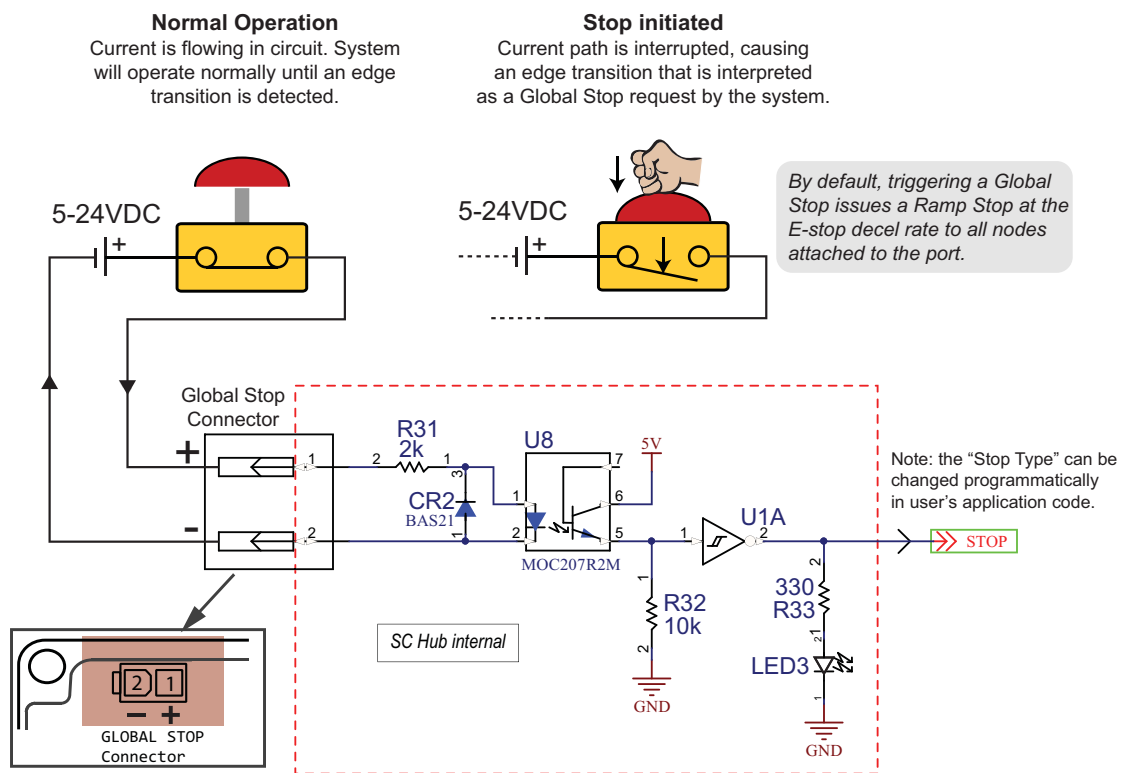 Normal Operation
Current is flowing in circuit. System
will operate normally until an edge
transition is detected.
Stop initiated
Current path is interrupted, causing
an edge transition that is interpreted
as a Global Stop request by the system.
By default, triggering a Global
Stop issues a Ramp Stop at the
E-stop decel rate to all nodes
attached to the port.
5-24VDC
+
5-24VDC
+
Global Stop
Connector
+
-
1
2
2
R31
2k
1
3
CR2
BAS21
1
U8
1
2
7
6
5
MOC207R2M
5V
1
R32
10k
2
GND
1
U1A
2
2
330
R33
1
2
LED3
1
GND
Note: the “Stop Type” can be
changed programmatically
in user’s application code.
STOP
SC Hub internal
2 1
− +
GLOBAL STOP
Connector